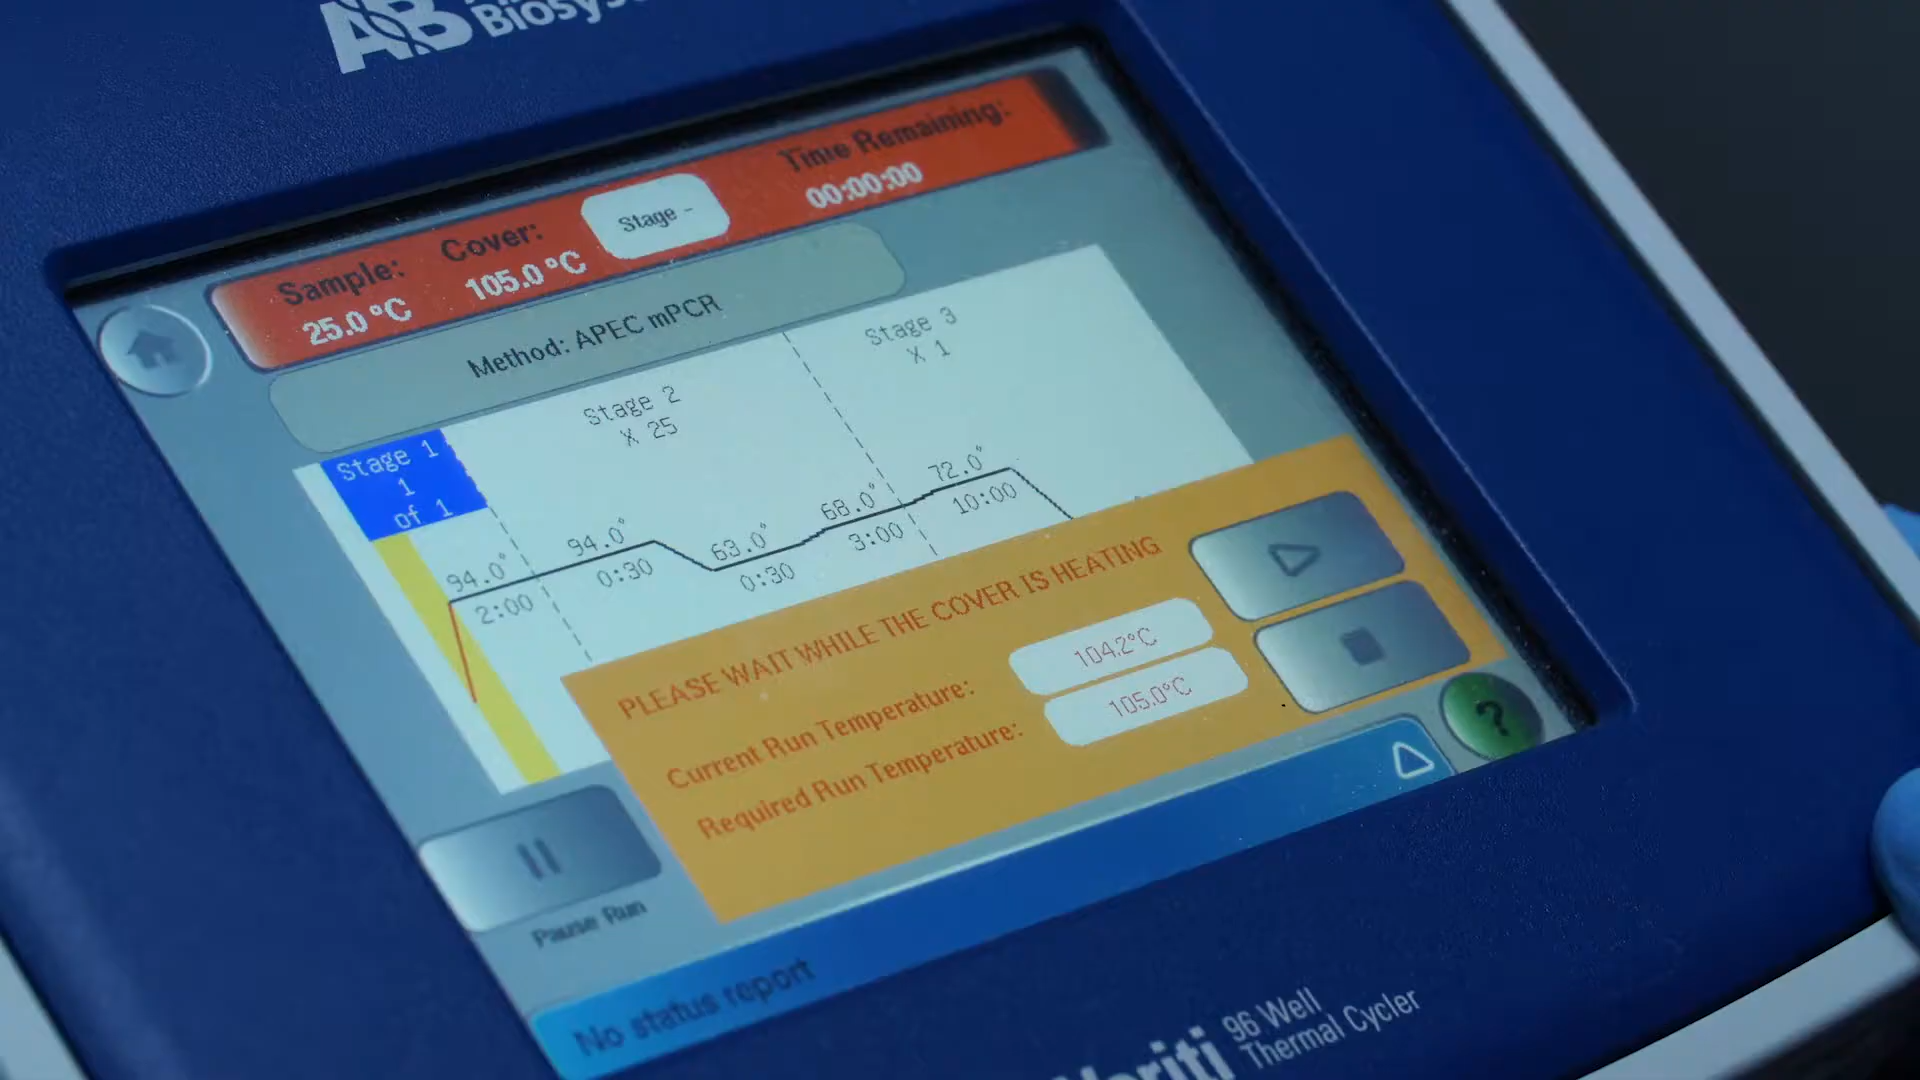 AB
Sample:
25.0 °C
Cover:
105.0 °C
Stage -
Time Remaining:
00:00:00
Method: APEC mPCR
Stage 1
1
of 1
Stage 2
X 25
Stage 3
X 1
94.0°
2:00
94.0°
0:30
63.0°
0:30
68.0°
3:00
72.0°
10:00
PLEASE WAIT WHILE THE COVER IS HEATING
Current Run Temperature: 104.2°C
Required Run Temperature: 105.0°C
?
Pause Run
No status report
96 Well
Thermal Cycler